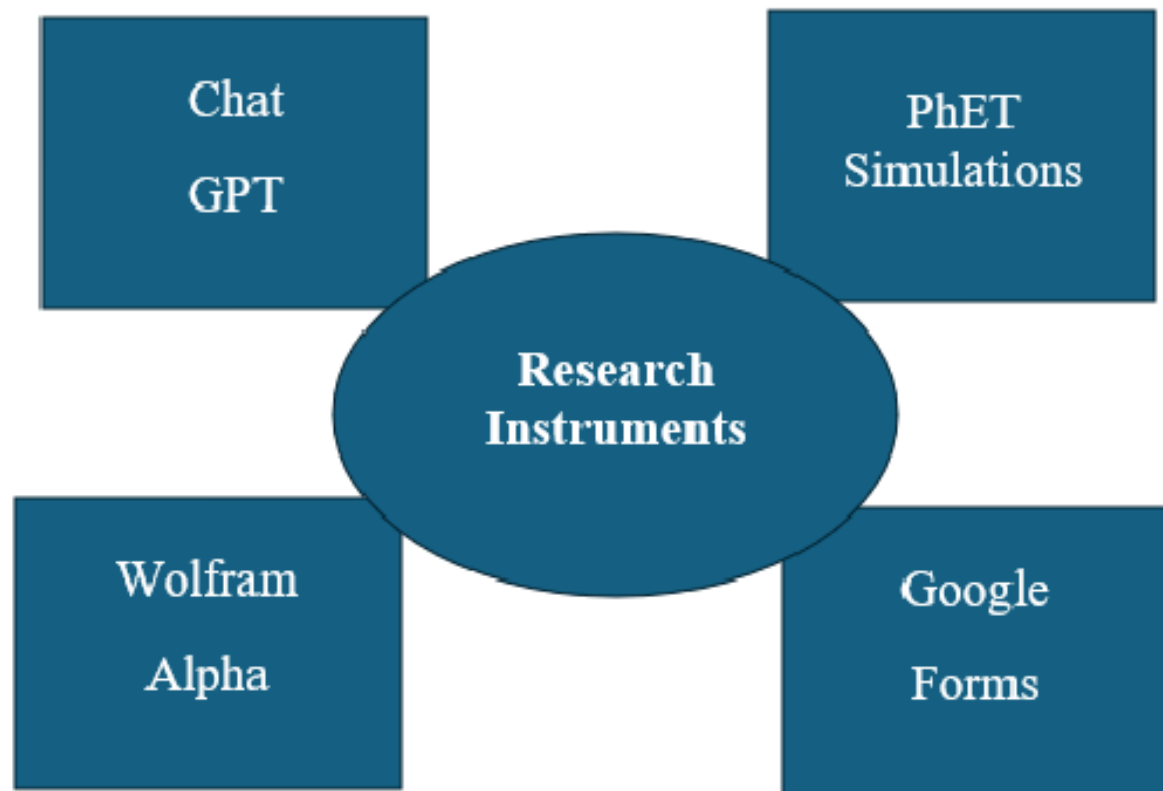 Chat
GPT
PhET
Simulations
Research
Instruments
Wolfram
Alpha
Google
Forms